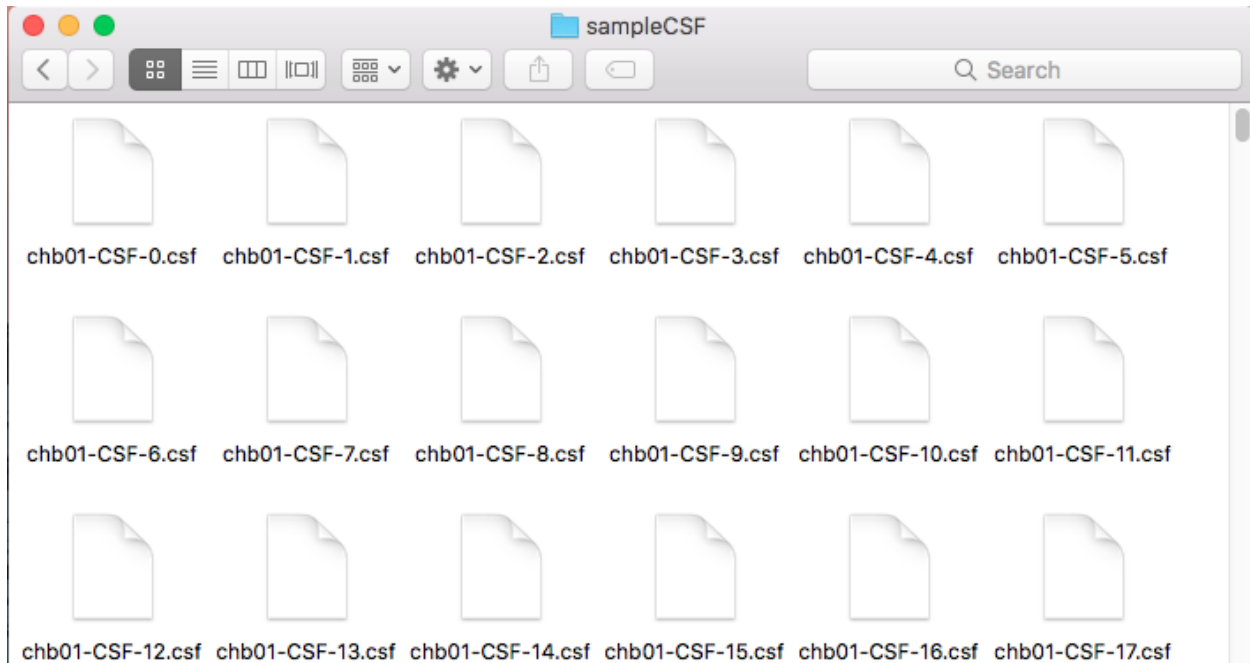 sampleCSF
Search
chb01-CSF-0.csf chb01-CSF-1.csf chb01-CSF-2.csf chb01-CSF-3.csf chb01-CSF-4.csf chb01-CSF-5.csf
chb01-CSF-6.csf chb01-CSF-7.csf chb01-CSF-8.csf chb01-CSF-9.csf chb01-CSF-10.csf chb01-CSF-11.csf
chb01-CSF-12.csf chb01-CSF-13.csf chb01-CSF-14.csf chb01-CSF-15.csf chb01-CSF-16.csf chb01-CSF-17.csf